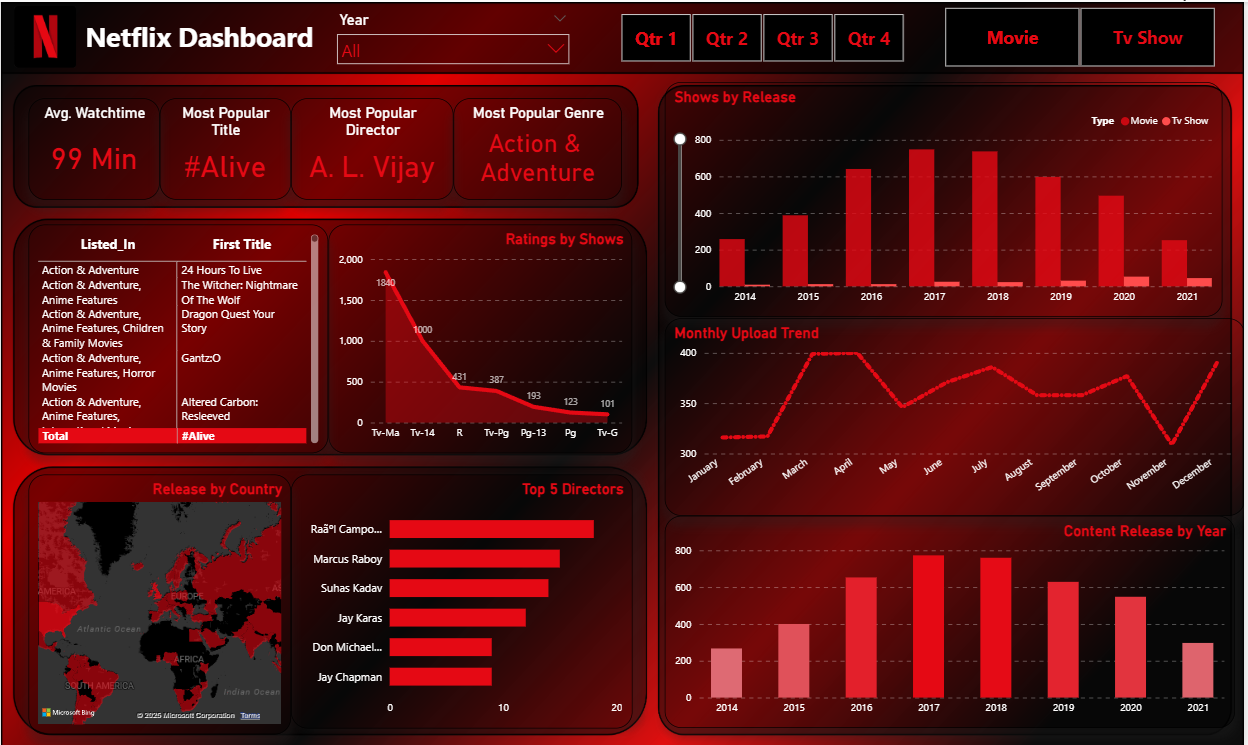 Netflix Dashboard
Year
All
Qtr 1
Qtr 2
Qtr 3
Qtr 4
Movie
Tv Show
Avg. Watchtime
99 Min
Most Popular
Title
#Alive
Most Popular
Director
A. L. Vijay
Most Popular Genre
Action &
Adventure
Listed_In
First Title
Action & Adventure
24 Hours To Live
Action & Adventure,
Anime Features
The Witcher: Nightmare
Of The Wolf
Action & Adventure,
Anime Features, Children
& Family Movies
Dragon Quest Your
Story
Action & Adventure,
Anime Features, Horror
Movies
Gantz:O
Action & Adventure,
Anime Features,
Altered Carbon:
Resleeved
Total
#Alive
Ratings by Shows
2,000
1,500
1,000
500
0
1840
1000
431
387
193
123
101
Tv-Ma
Tv-14
R
Tv-Pg
Pg-13
Pg
Tv-G
Release by Country
AMERICA
EUROPE
Atlantic Ocean
AFRICA
SOUTH AMERICA
Indian Ocean
Microsoft Bing
© 2025 Microsoft Corporation
Terms
Top 5 Directors
Raãºl Campo...
Marcus Raboy
Suhas Kadav
Jay Karas
Don Michael...
Jay Chapman
0
10
20
Shows by Release
Type
Movie
Tv Show
800
600
400
200
0
2014
2015
2016
2017
2018
2019
2020
2021
Monthly Upload Trend
400
350
300
January
February
March
April
May
June
July
August
September
October
November
December
Content Release by Year
800
600
400
200
0
2014
2015
2016
2017
2018
2019
2020
2021